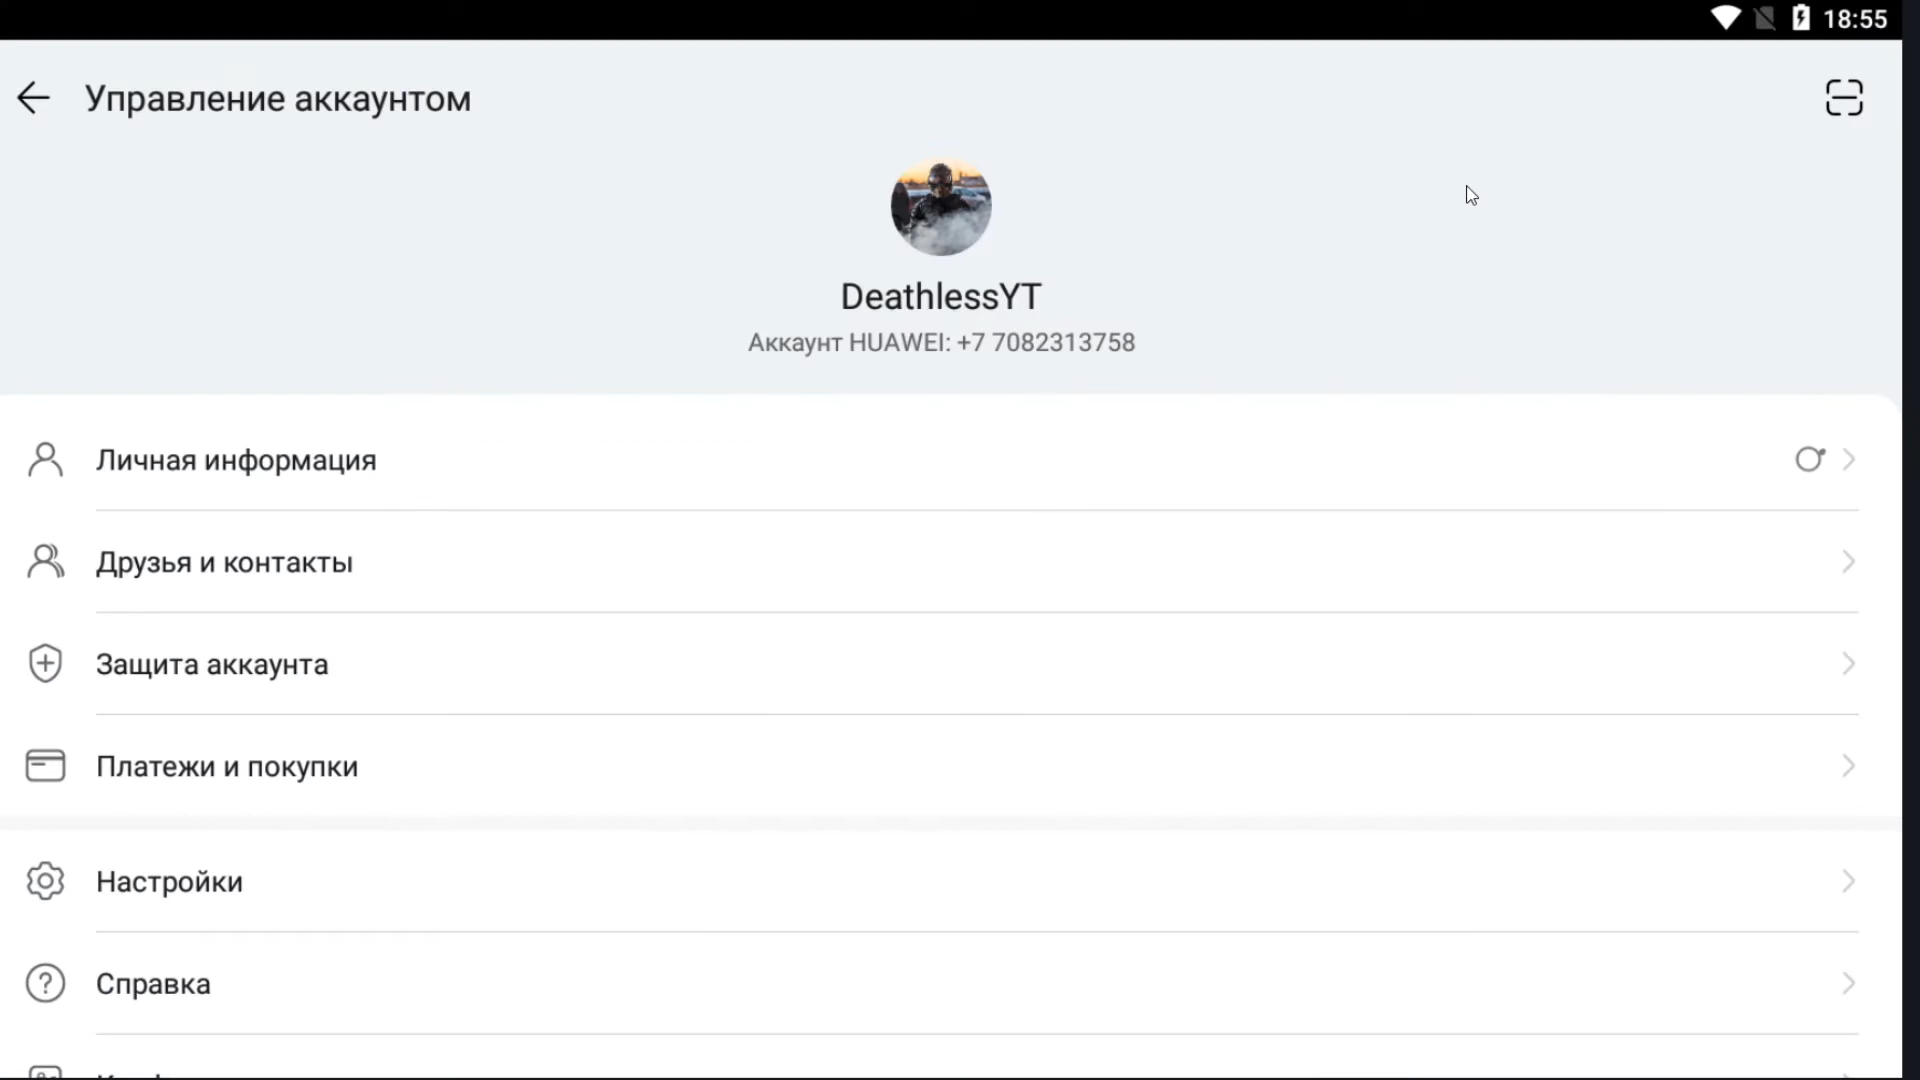 18:55
Управление аккаунтом
DeathlessYT
Аккаунт HUAWEI: +7 7082313758
Личная информация
Друзья и контакты
Защита аккаунта
Платежи и покупки
Настройки
Справка